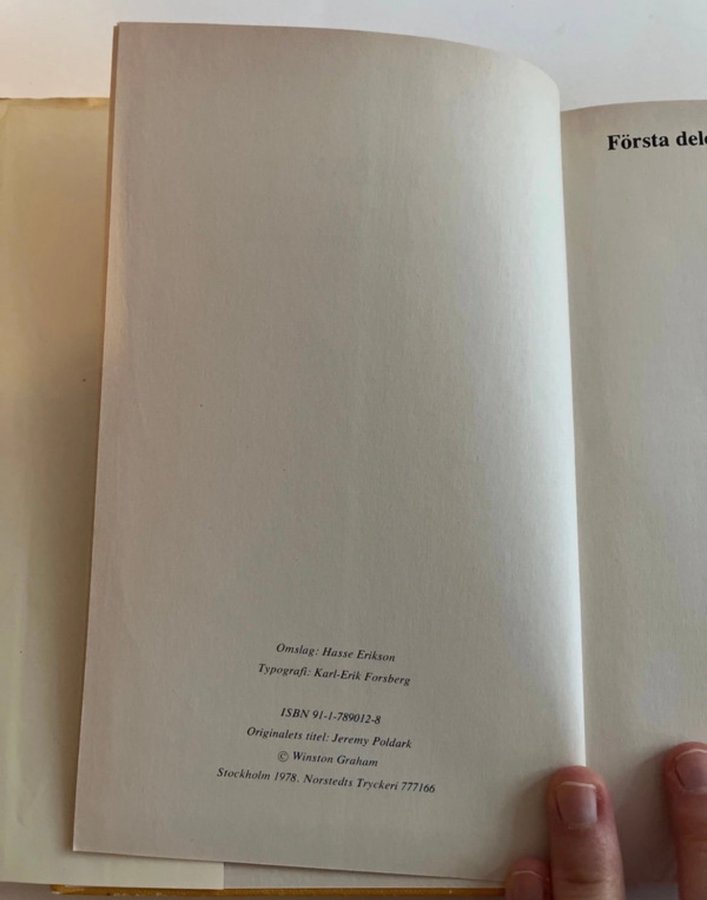 Omslag: Hasse Erikson
Typografi: Karl-Erik Forsberg
ISBN 91-1-789012-8
Originalets titel: Jeremy Poldark
© Winston Graham
Stockholm 1978. Norstedts Tryckeri 777166
Första